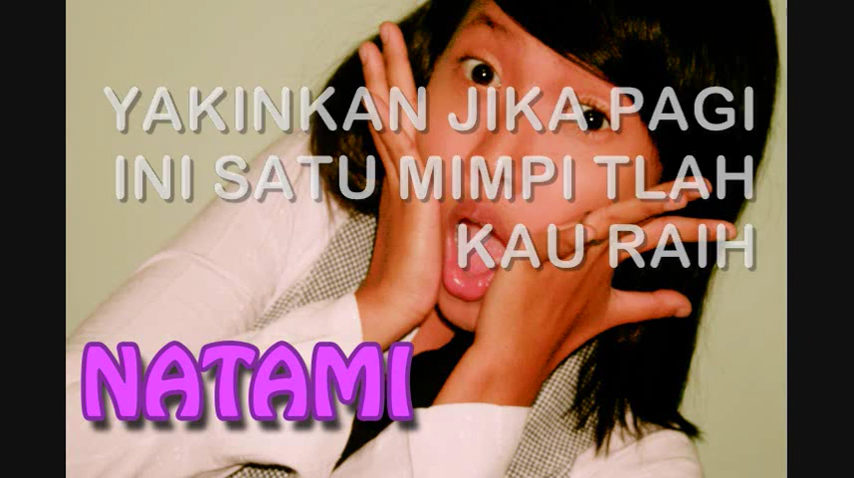 YAKINKAN JIKA PAGI
INI SATU MIMPI TLAH
KAU RAIH
NATAMI